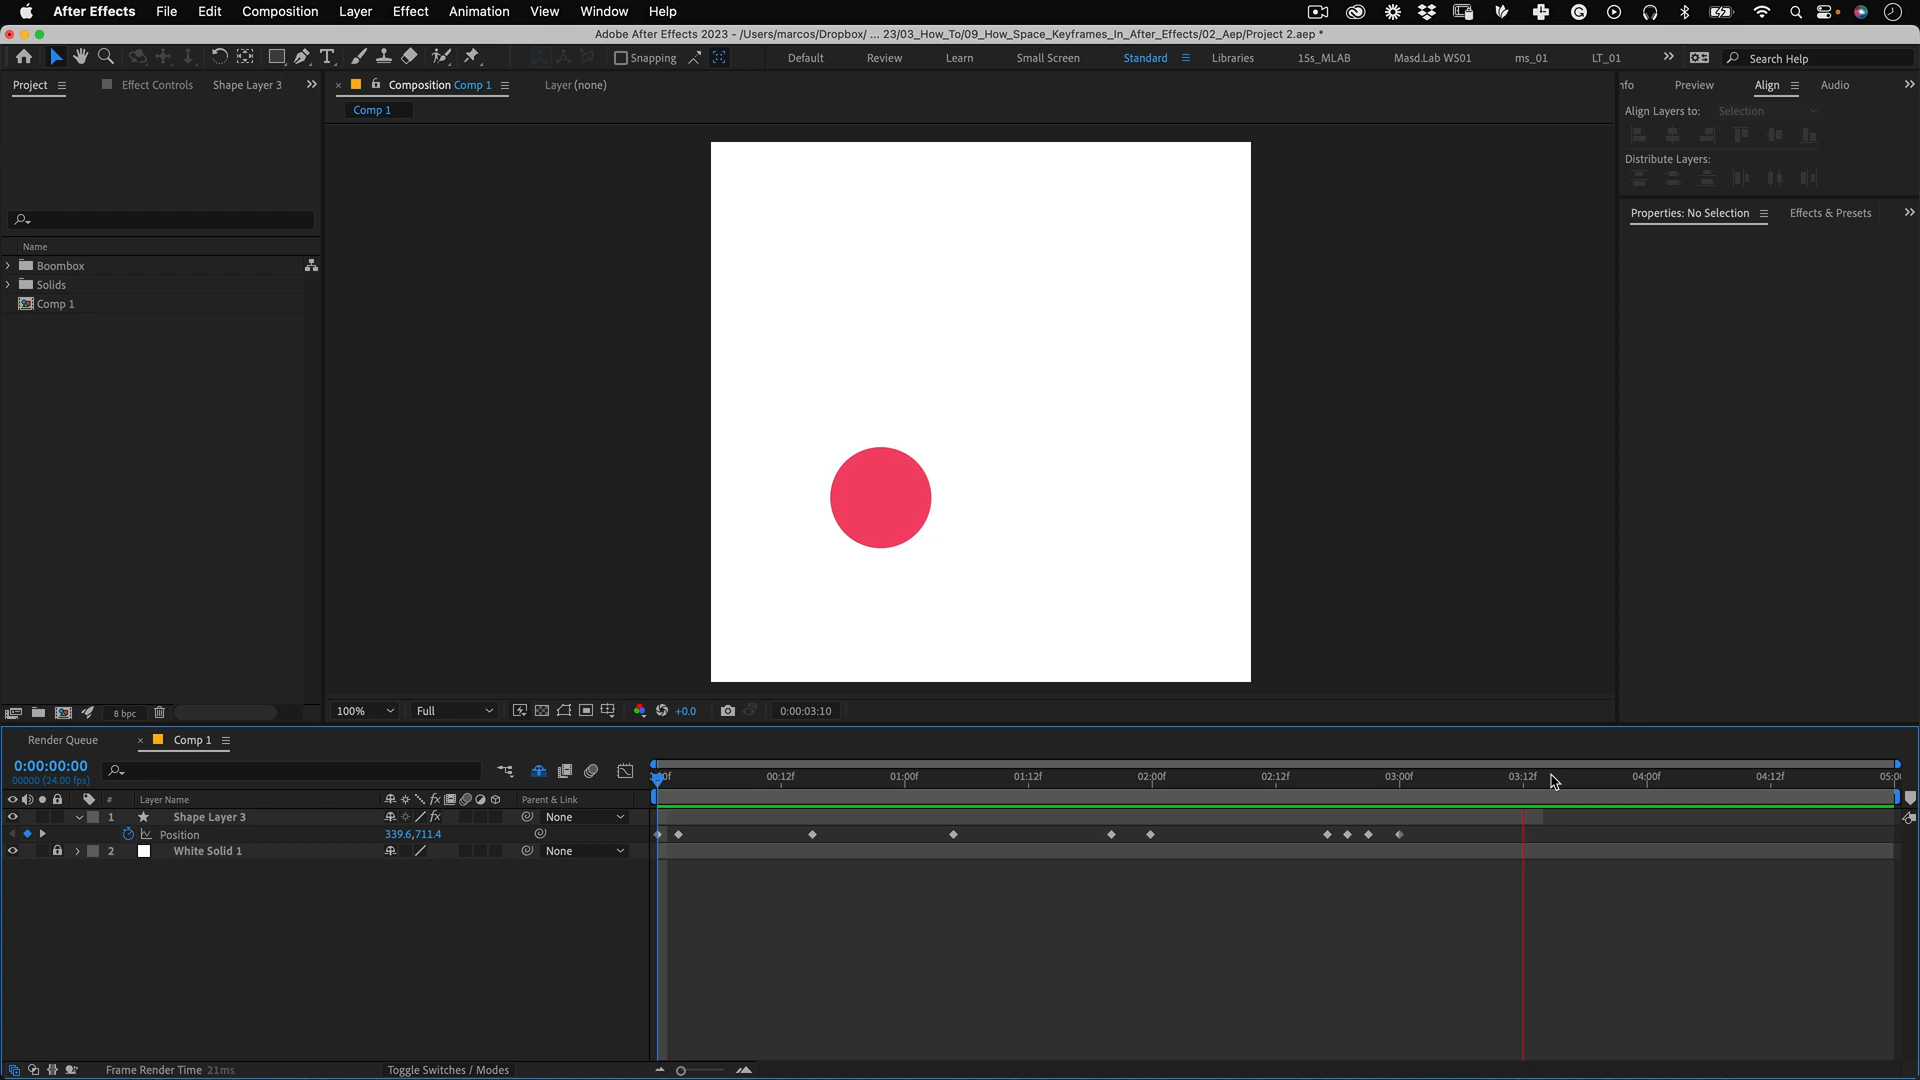 After Effects File Edit Composition Layer Effect Animation View Window Help
Adobe After Effects 2023 - /Users/marcos/Dropbox/ ... 23/03_How_To/09_How_Space_Keyframes_In_After_Effects/02_Aep/Project 2.aep *
Snapping Default Review Learn Small Screen Standard Libraries 15s_MLAB Masd.Lab WS01 ms_01 LT_01 Search Help
Project Effect Controls Shape Layer 3 Composition Comp 1 Layer (none) nfo Preview Align Audio
Comp 1
Align Layers to: Selection
Distribute Layers:
Properties: No Selection Effects & Presets
Name
Boombox
Solids
Comp 1
8 bpc 100% Full +0.0 0:00:03:10
Render Queue Comp 1
0:00:00:00
00000 (24.00 fps)
00f 00:12f 01:00f 01:12f 02:00f 02:12f 03:00f 03:12f 04:00f 04:12f 05:00
# Layer Name fx Parent & Link
1 Shape Layer 3 fx None
Position 339.6,711.4
2 White Solid 1 None
Frame Render Time 21ms Toggle Switches / Modes